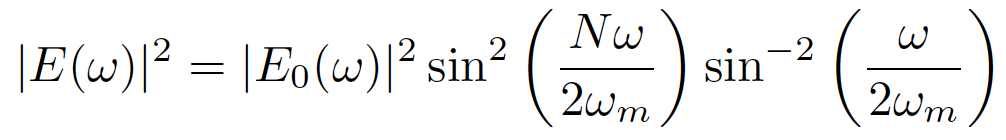 |E(ω)|² = |E₀(ω)|² sin² (Nω / 2ωₘ) sin⁻² (ω / 2ωₘ)